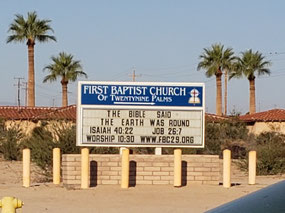 FIRST BAPTIST CHURCH
OF TWENTYNINE PALMS
THE BIBLE SAID
THE EARTH WAS ROUND
ISAIAH 40:22 JOB 26:7
WORSHIP 10:30 WWW.FBC29.ORG